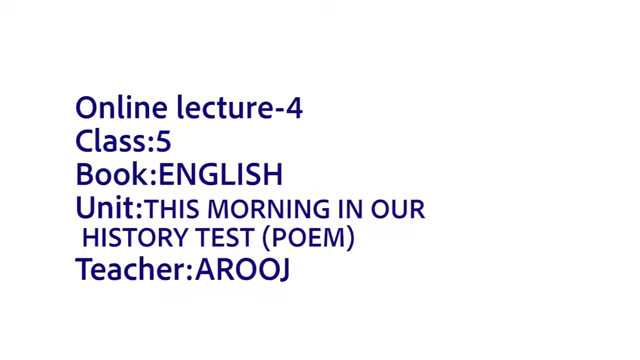 Online lecture-4
Class:5
Book:ENGLISH
Unit:THIS MORNING IN OUR
HISTORY TEST (POEM)
Teacher:AROOJ